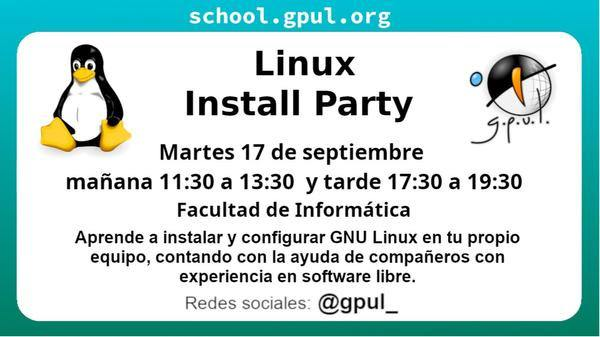 school.gpul.org
Linux
Install Party
g.p.u.l.
Martes 17 de septiembre
mañana 11:30 a 13:30 y tarde 17:30 a 19:30
Facultad de Informática
Aprende a instalar y configurar GNU Linux en tu propio
equipo, contando con la ayuda de compañeros con
experiencia en software libre.
Redes sociales: @gpul_